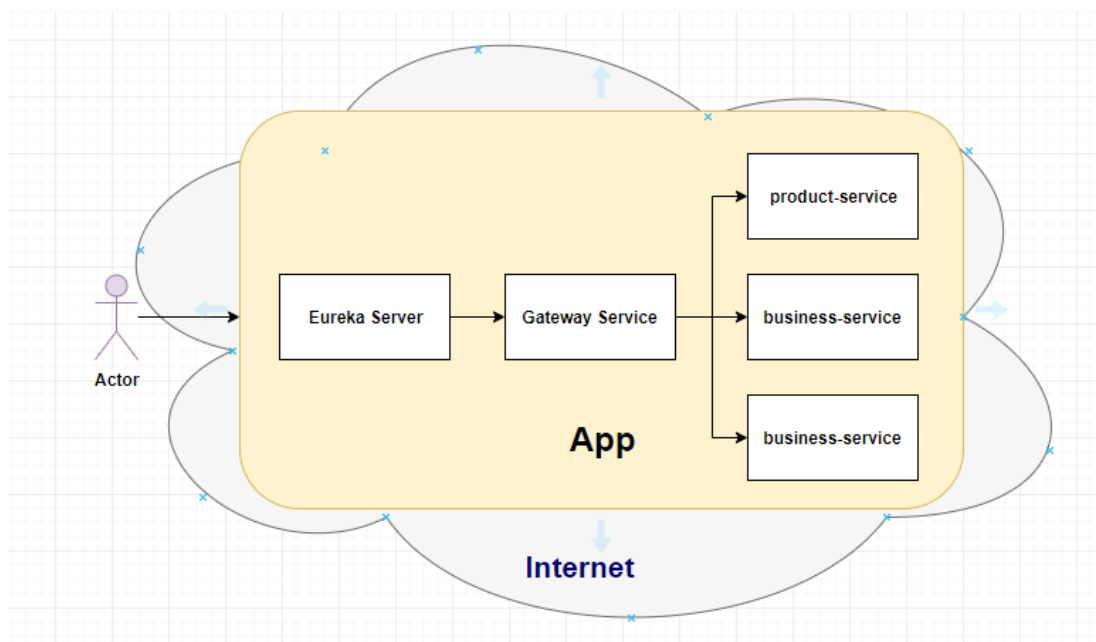 product-service
Eureka Server
Gateway Service
business-service
Actor
App
business-service
Internet